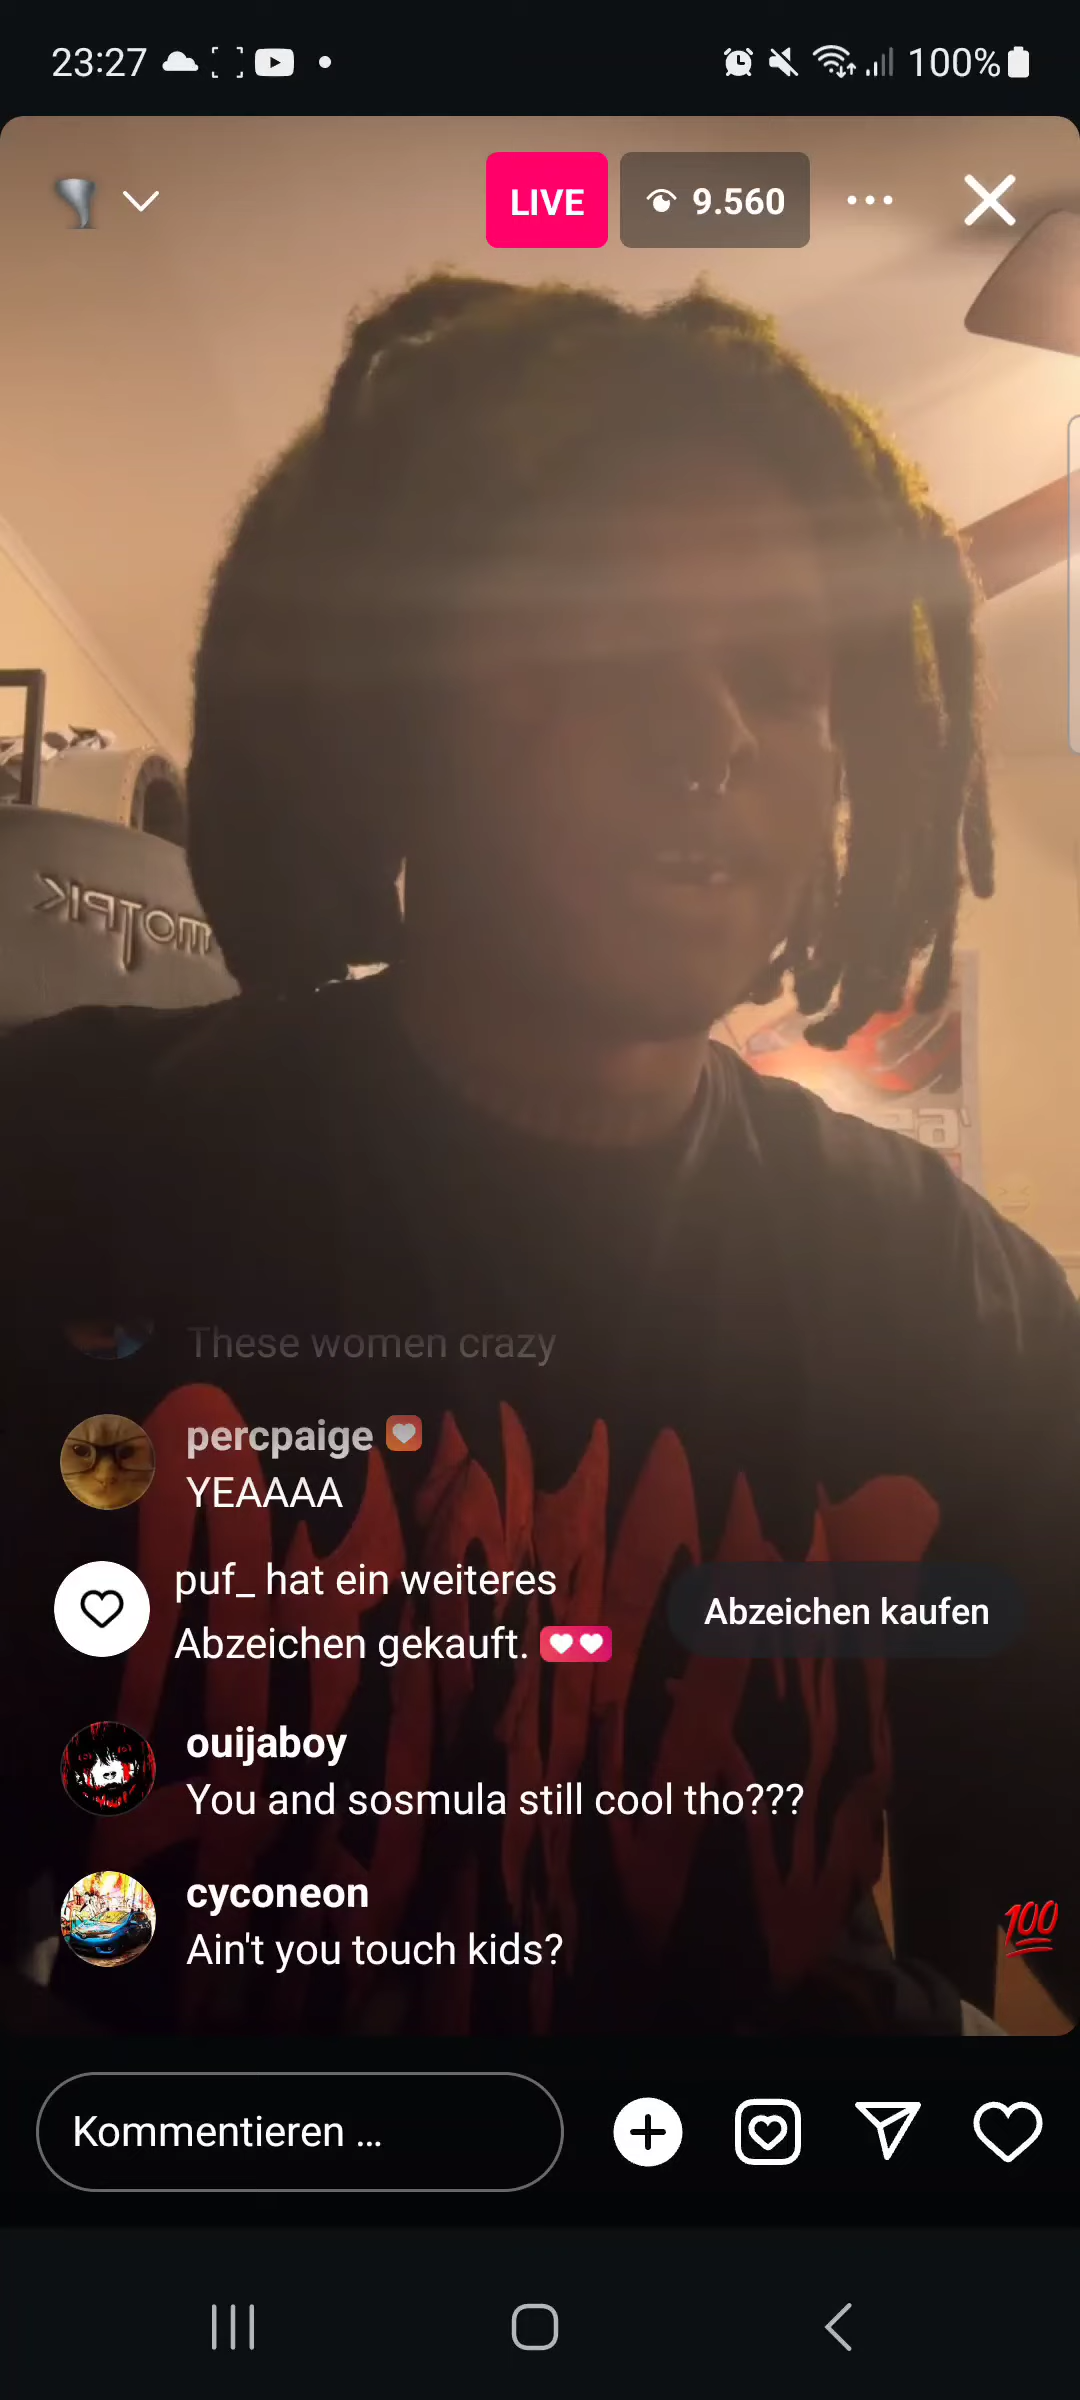 23:27
100%
LIVE
9.560
These women crazy
percpaige
YEAAAA
puf_ hat ein weiteres
Abzeichen gekauft.
Abzeichen kaufen
ouijaboy
You and sosmula still cool tho???
cyconeon
Ain't you touch kids?
100
Kommentieren ...